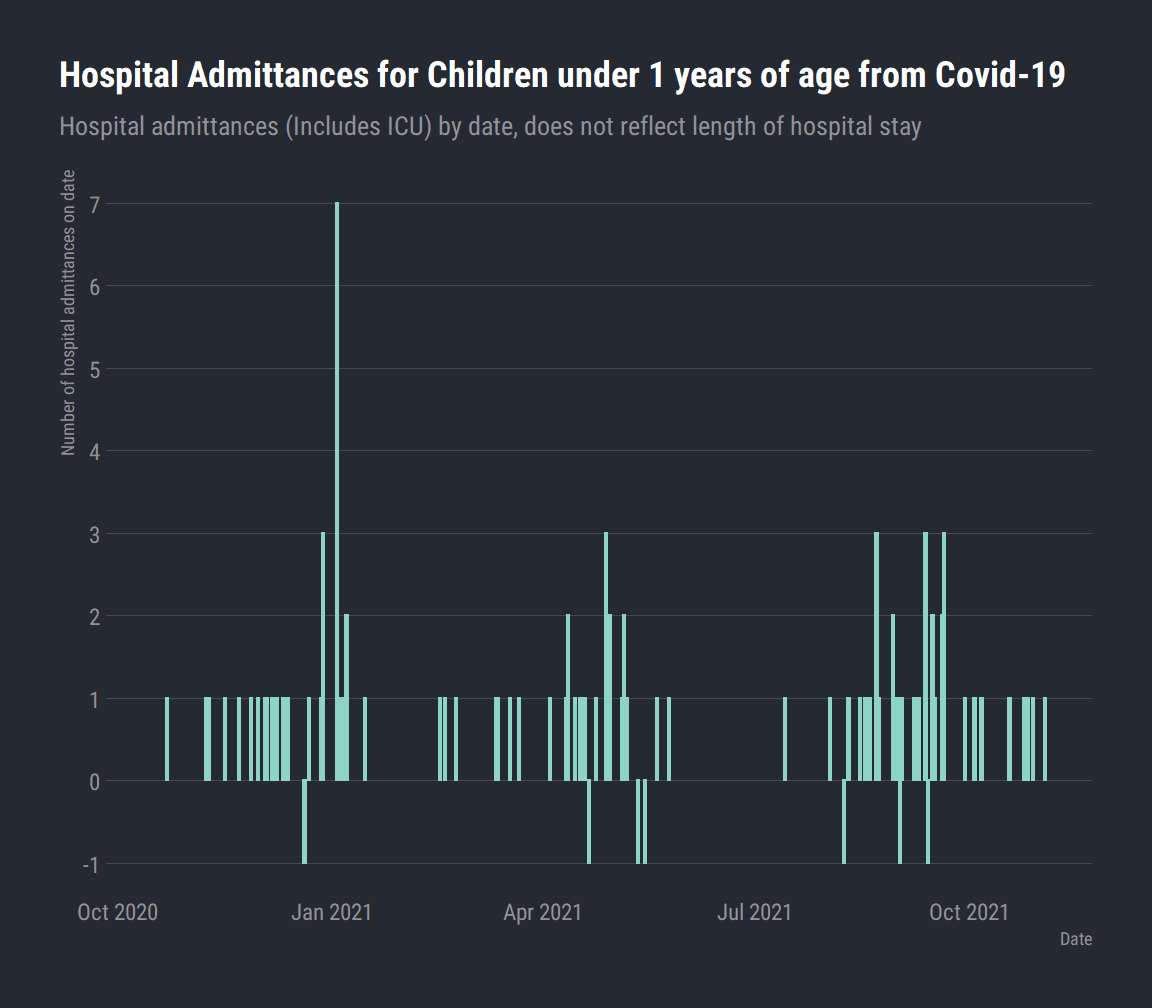 Hospital Admittances for Children under 1 years of age from Covid-19
Hospital admittances (Includes ICU) by date, does not reflect length of hospital stay
Number of hospital admittances on date
7
6
5
4
3
2
1
0
-1
Oct 2020
Jan 2021
Apr 2021
Jul 2021
Oct 2021
Date